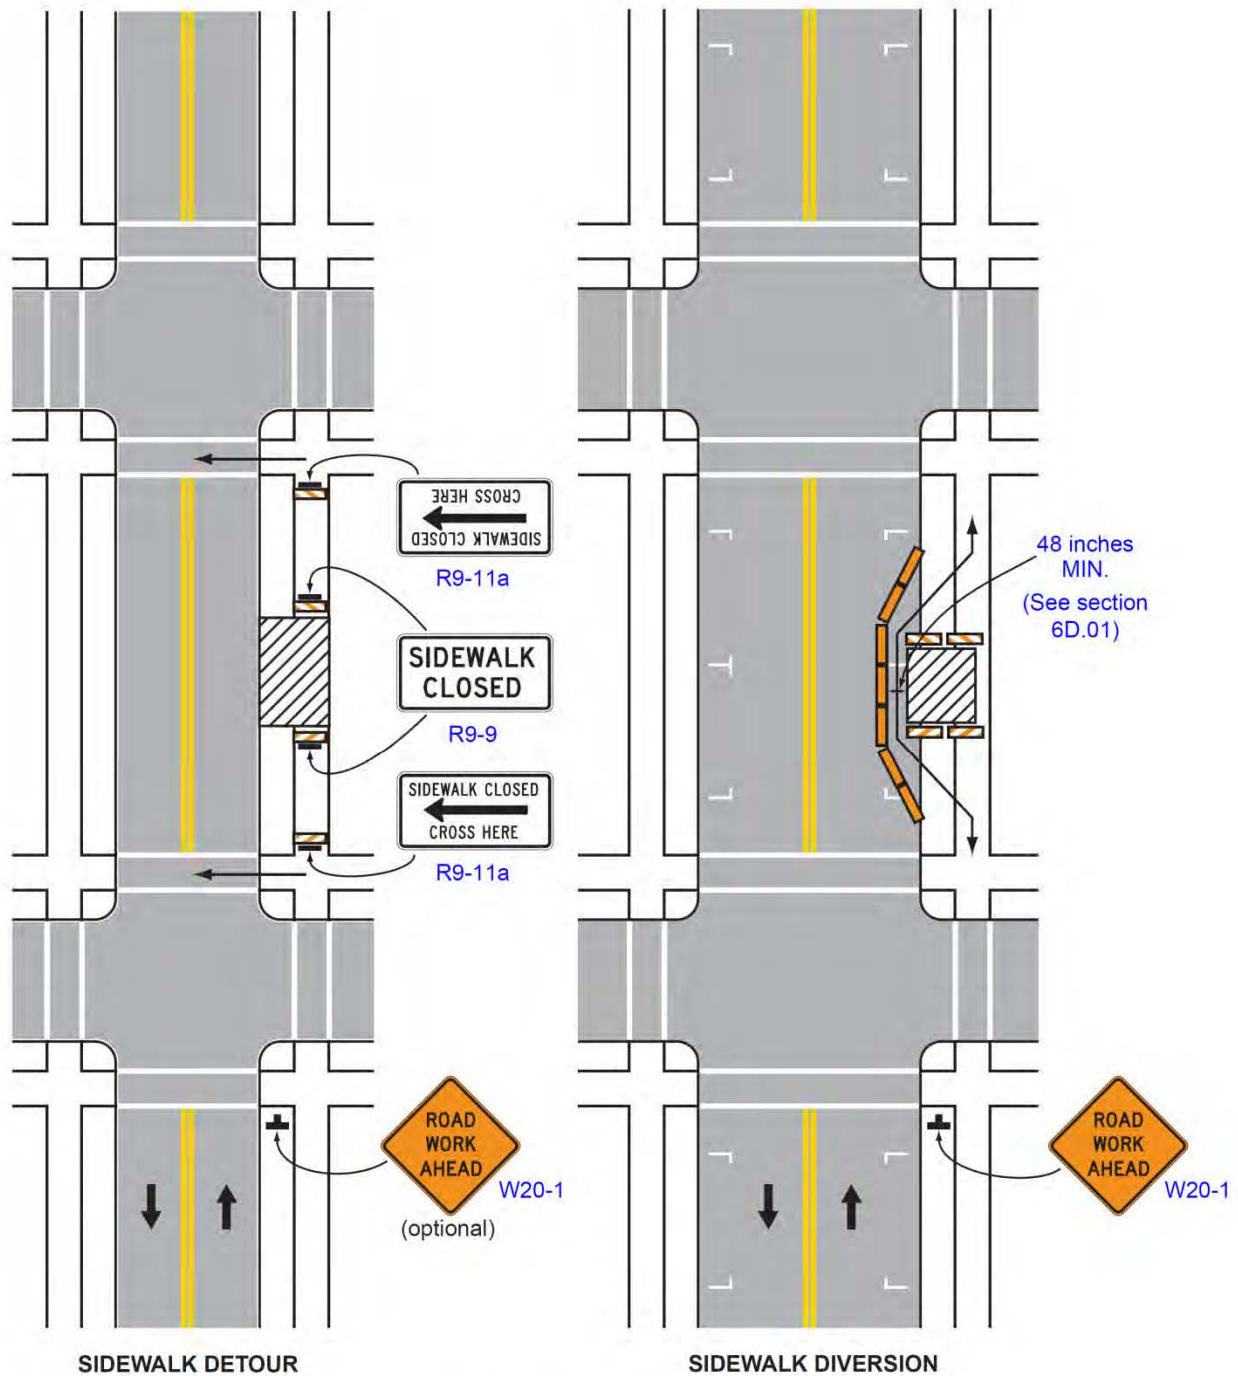 CROSS HERE
SIDEWALK CLOSED
R9-11a
SIDEWALK
CLOSED
R9-9
SIDEWALK CLOSED
CROSS HERE
R9-11a
ROAD
WORK
AHEAD
W20-1
(optional)
SIDEWALK DETOUR
48 inches
MIN.
(See section
6D.01)
ROAD
WORK
AHEAD
W20-1
SIDEWALK DIVERSION